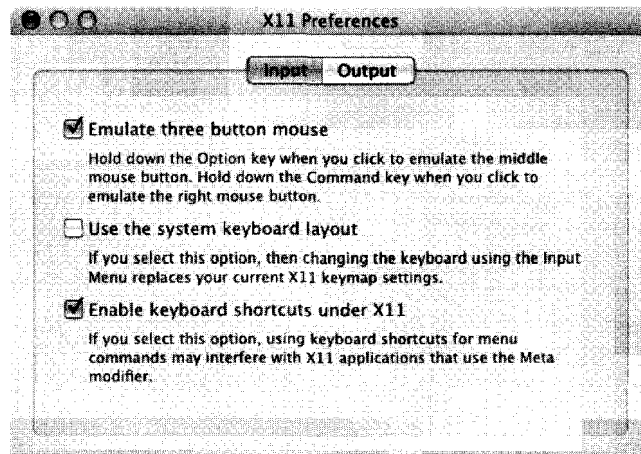 X11 Preferences
Input Output
Emulate three button mouse
Hold down the Option key when you click to emulate the middle
mouse button. Hold down the Command key when you click to
emulate the right mouse button.
Use the system keyboard layout
If you select this option, then changing the keyboard using the Input
Menu replaces your current X11 keymap settings.
Enable keyboard shortcuts under X11
If you select this option, using keyboard shortcuts for menu
commands may interfere with X11 applications that use the Meta
modifier.